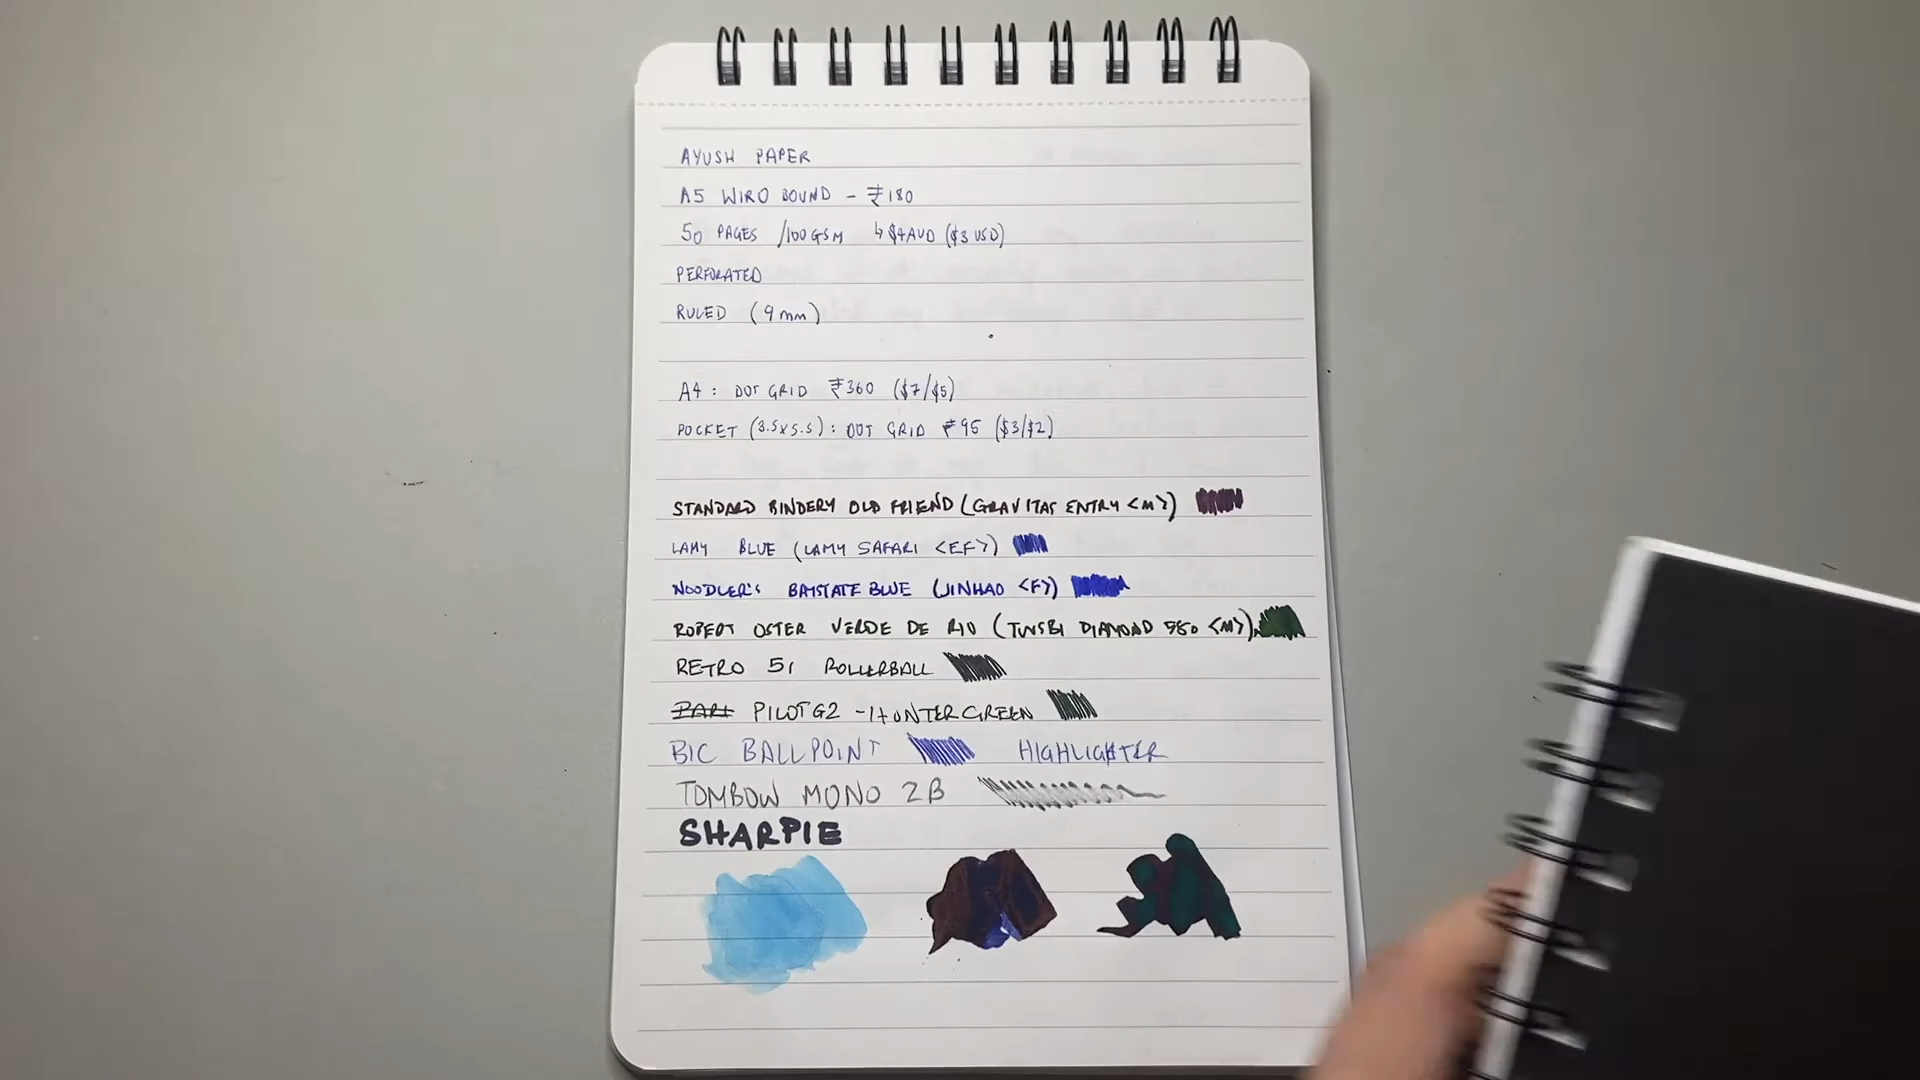 AYUSH PAPER
A5 WIRO BOUND - ₹180
50 PAGES /100GSM ↳ $4AUD ($3 USD)
PERFORATED
RULED (9mm)
A4: DOT GRID ₹360 ($7/$5)
POCKET (3.5x5.5): DOT GRID ₹95 ($3/$2)
STANDARD BINDERY OLD FRIEND (GRAVITAS ENTRY <M>)
LAMY BLUE (LAMY SAFARI <EF>)
NOODLER'S BAYSTATE BLUE (JINHAO <F>)
ROBERT OSTER VERDE DE RIO (TWSBI DIAMOND 580 <M>)
RETRO 51 ROLLERBALL
PILOT G2 - HUNTER GREEN
BIC BALLPOINT HIGHLIGHTER
TOMBOW MONO 2B
SHARPIE